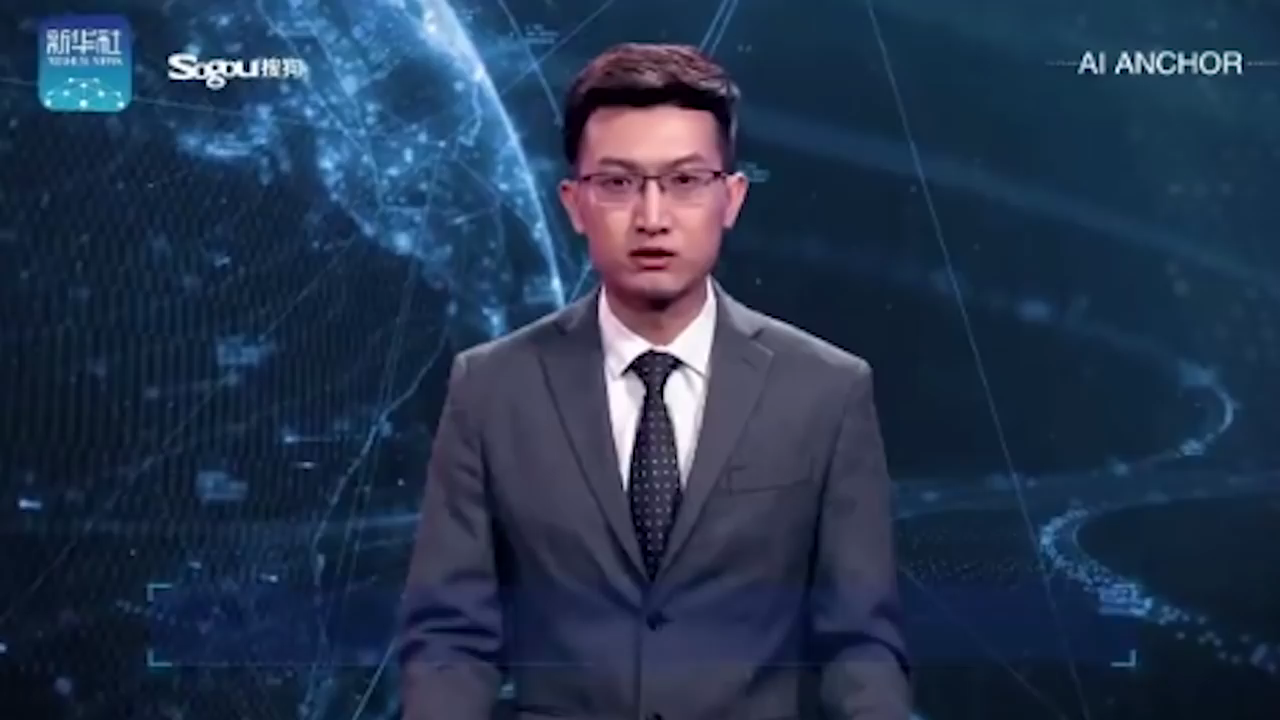 新华社
XINHUA NEWS
Sogou搜狗
AI ANCHOR